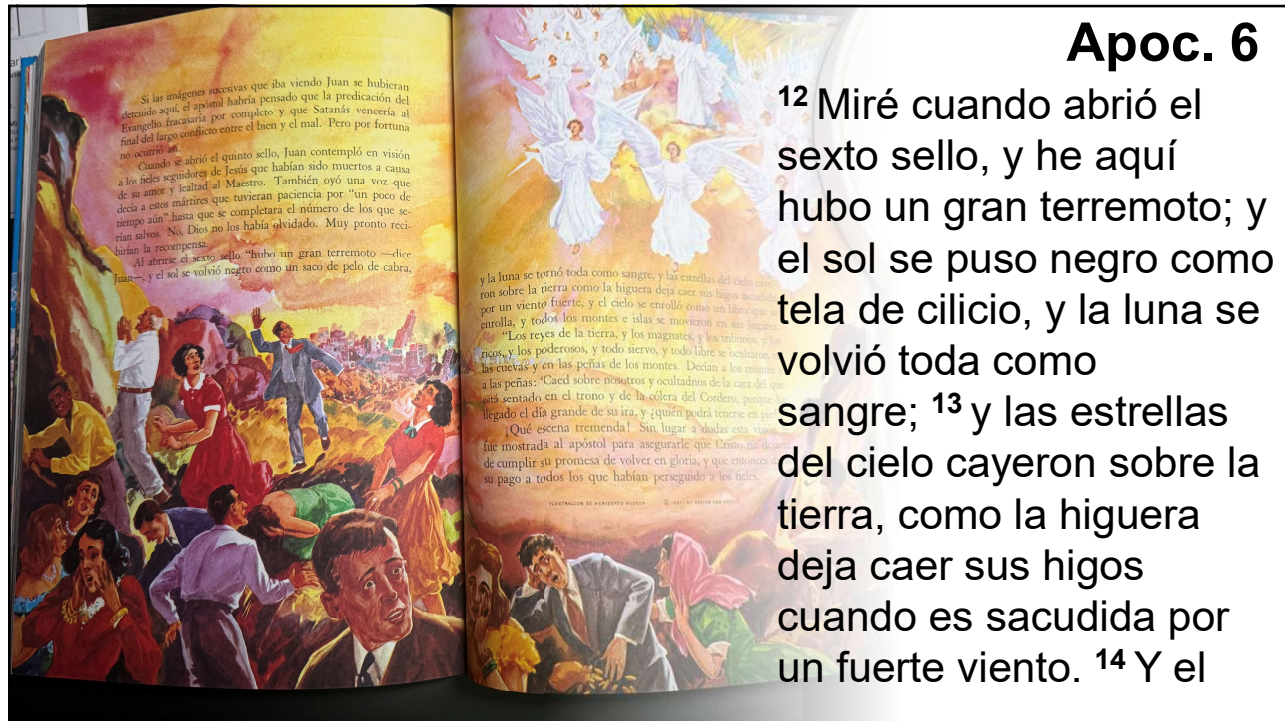 Si las imágenes sucesivas que iba viendo Juan se hubieran
detenido aquí, el apóstol habría pensado que la predicación del
Evangelio fracasaría por completo y que Satanás vencería al
final del largo conflicto entre el bien y el mal. Pero por fortuna
no ocurrió así.
Cuando se abrió el quinto sello, Juan contempló en visión
a los fieles seguidores de Jesús que habían sido muertos a causa
de su amor y lealtad al Maestro. También oyó una voz que
decía a estos mártires que tuvieran paciencia por "un poco de
tiempo aún" hasta que se completara el número de los que se-
rían salvos. No, Dios no los había olvidado. Muy pronto reci-
birían la recompensa.
Al abrirse el sexto sello "hubo un gran terremoto —dice
Juan—, y el sol se volvió negro como un saco de pelo de cabra,
y la luna se tornó toda como sangre, y las estrellas del cielo
ron sobre la tierra como la higuera deja caer sus higos
por un viento fuerte, y el cielo se enrolló como un libro que
enrolla, y todos los montes e islas se movieron en sus lugares
"Los reyes de la tierra, y los magnates, y los tribunos, y los
ricos, y los poderosos, y todo siervo, y todo libre se ocultaron
las cuevas y en las peñas de los montes. Decían a los montes
a las peñas: 'Caed sobre nosotros y ocultadnos de la cara del que
está sentado en el trono y de la cólera del Cordero, porque
llegado el día grande de su ira, y ¿quién podrá tenerse en
¡Qué escena tremenda! Sin lugar a dudas esta
fue mostrada al apóstol para asegurarle que Cristo no
de cumplir su promesa de volver en gloria, y que entonces
su pago a todos los que habían perseguido a los fieles.
ILUSTRACION DE HERIBERTO
Apoc. 6
12 Miré cuando abrió el
sexto sello, y he aquí
hubo un gran terremoto; y
el sol se puso negro como
tela de cilicio, y la luna se
volvió toda como
sangre; 13 y las estrellas
del cielo cayeron sobre la
tierra, como la higuera
deja caer sus higos
cuando es sacudida por
un fuerte viento. 14 Y el